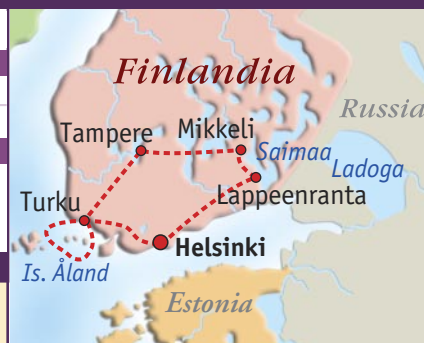 Finlandia
Russia
Tampere
Mikkeli
Saimaa
Ladoga
Lappeenranta
Turku
Helsinki
Is. Åland
Estonia